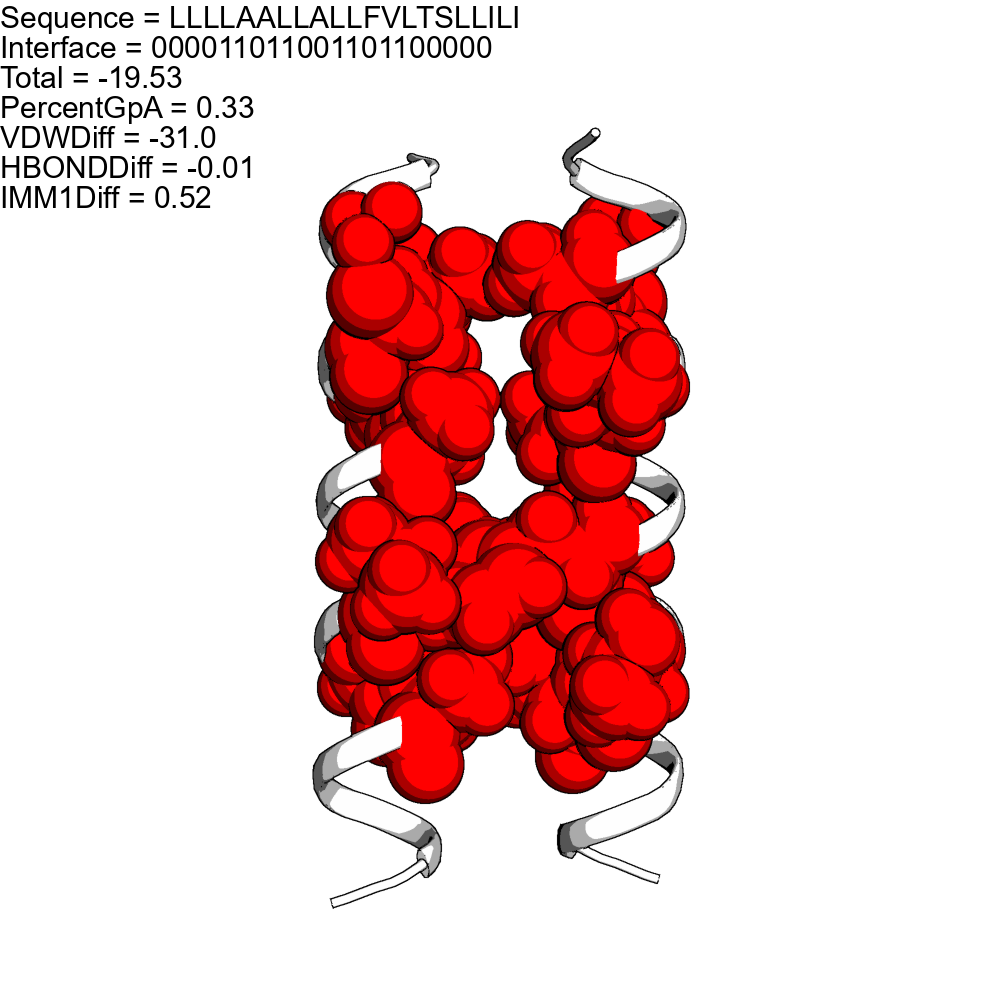 Sequence = LLLLAALLALLFVLTSLLILI
Interface = 000011011001101100000
Total = -19.53
PercentGpA = 0.33
VDWDiff = -31.0
HBONDDiff = -0.01
IMM1Diff = 0.52